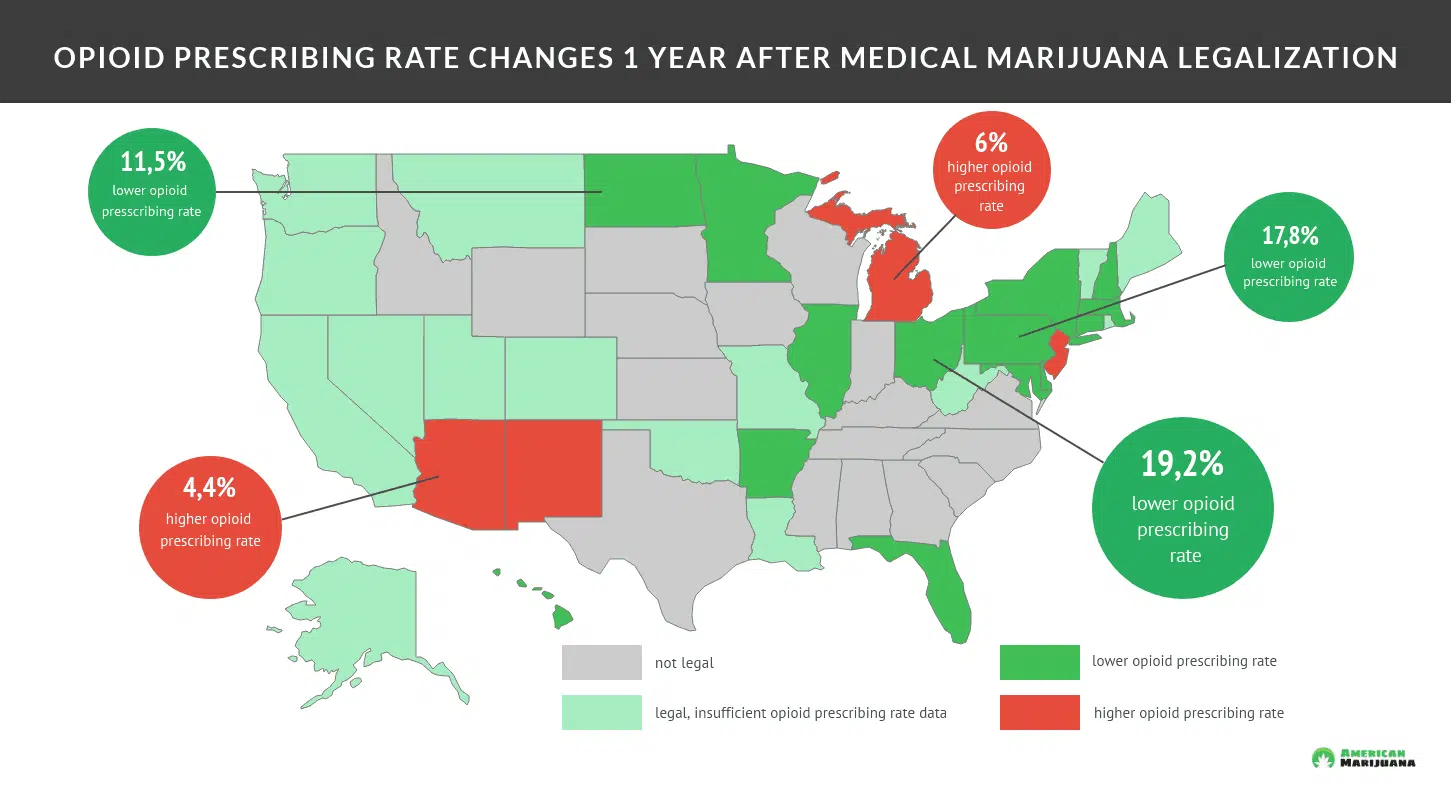 OPIOID PRESCRIBING RATE CHANGES 1 YEAR AFTER MEDICAL MARIJUANA LEGALIZATION
11,5%
lower opioid
presscribing rate
6%
higher opioid
prescribing
rate
17,8%
lower opioid
prescribing rate
4,4%
higher opioid
prescribing rate
19,2%
lower opioid
prescribing
rate
not legal
legal, insufficient opioid prescribing rate data
lower opioid prescribing rate
higher opioid prescribing rate
AMERICAN
MARIJUANA